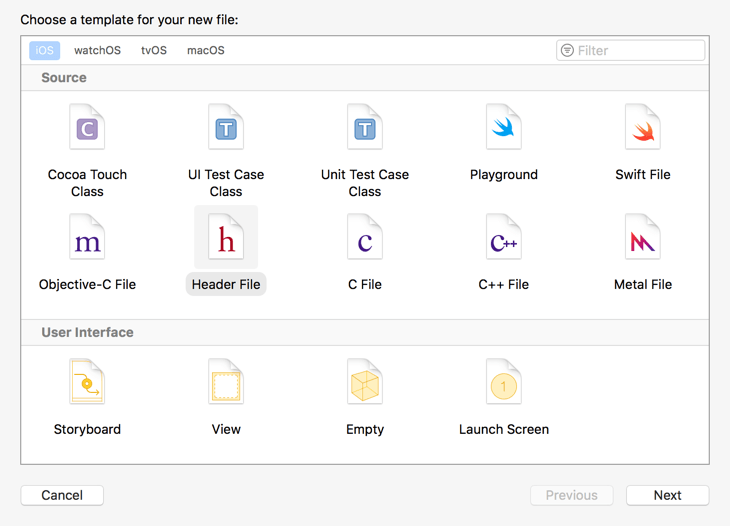 Choose a template for your new file:
iOS watchOS tvOS macOS Filter
Source
C T T
Cocoa Touch Class
UI Test Case Class
Unit Test Case Class
Playground
Swift File
m h c c++
Objective-C File
Header File
C File
C++ File
Metal File
User Interface
1
Storyboard
View
Empty
Launch Screen
Cancel Previous Next